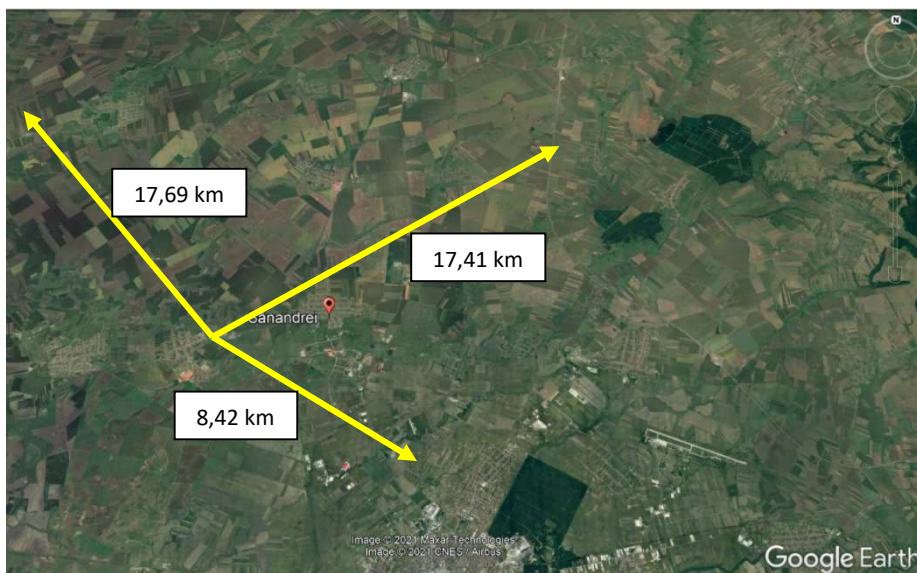 N
17,69 km
17,41 km
Sanandrei
8,42 km
Image © 2021 Maxar Technologies
Image © 2021 CNES / Airbus
Google Earth